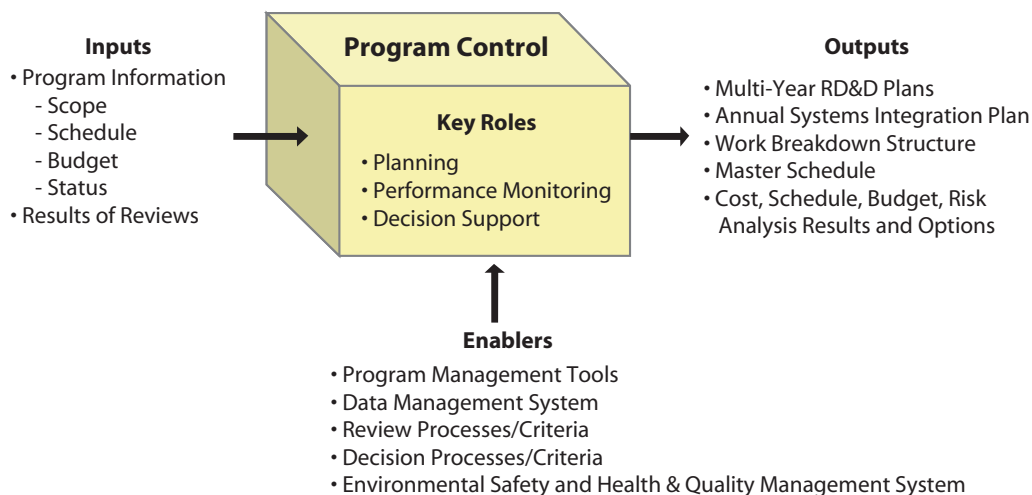 Inputs
• Program Information
- Scope
- Schedule
- Budget
- Status
• Results of Reviews
Program Control
Key Roles
• Planning
• Performance Monitoring
• Decision Support
Outputs
• Multi-Year RD&D Plans
• Annual Systems Integration Plan
• Work Breakdown Structure
• Master Schedule
• Cost, Schedule, Budget, Risk
Analysis Results and Options
Enablers
• Program Management Tools
• Data Management System
• Review Processes/Criteria
• Decision Processes/Criteria
• Environmental Safety and Health & Quality Management System